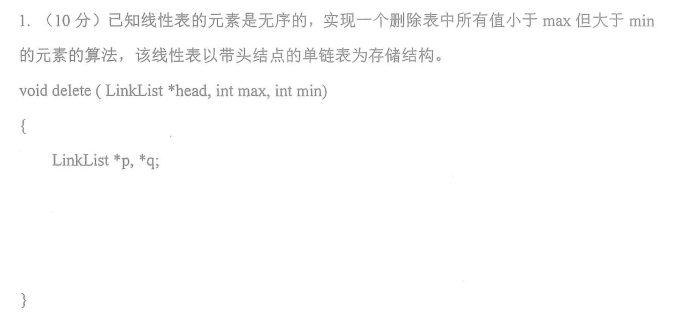 1. （10 分）已知线性表的元素是无序的，实现一个删除表中所有值小于 max 但大于 min
的元素的算法，该线性表以带头结点的单链表为存储结构。
void delete ( LinkList *head, int max, int min)
{
LinkList *p, *q;
}